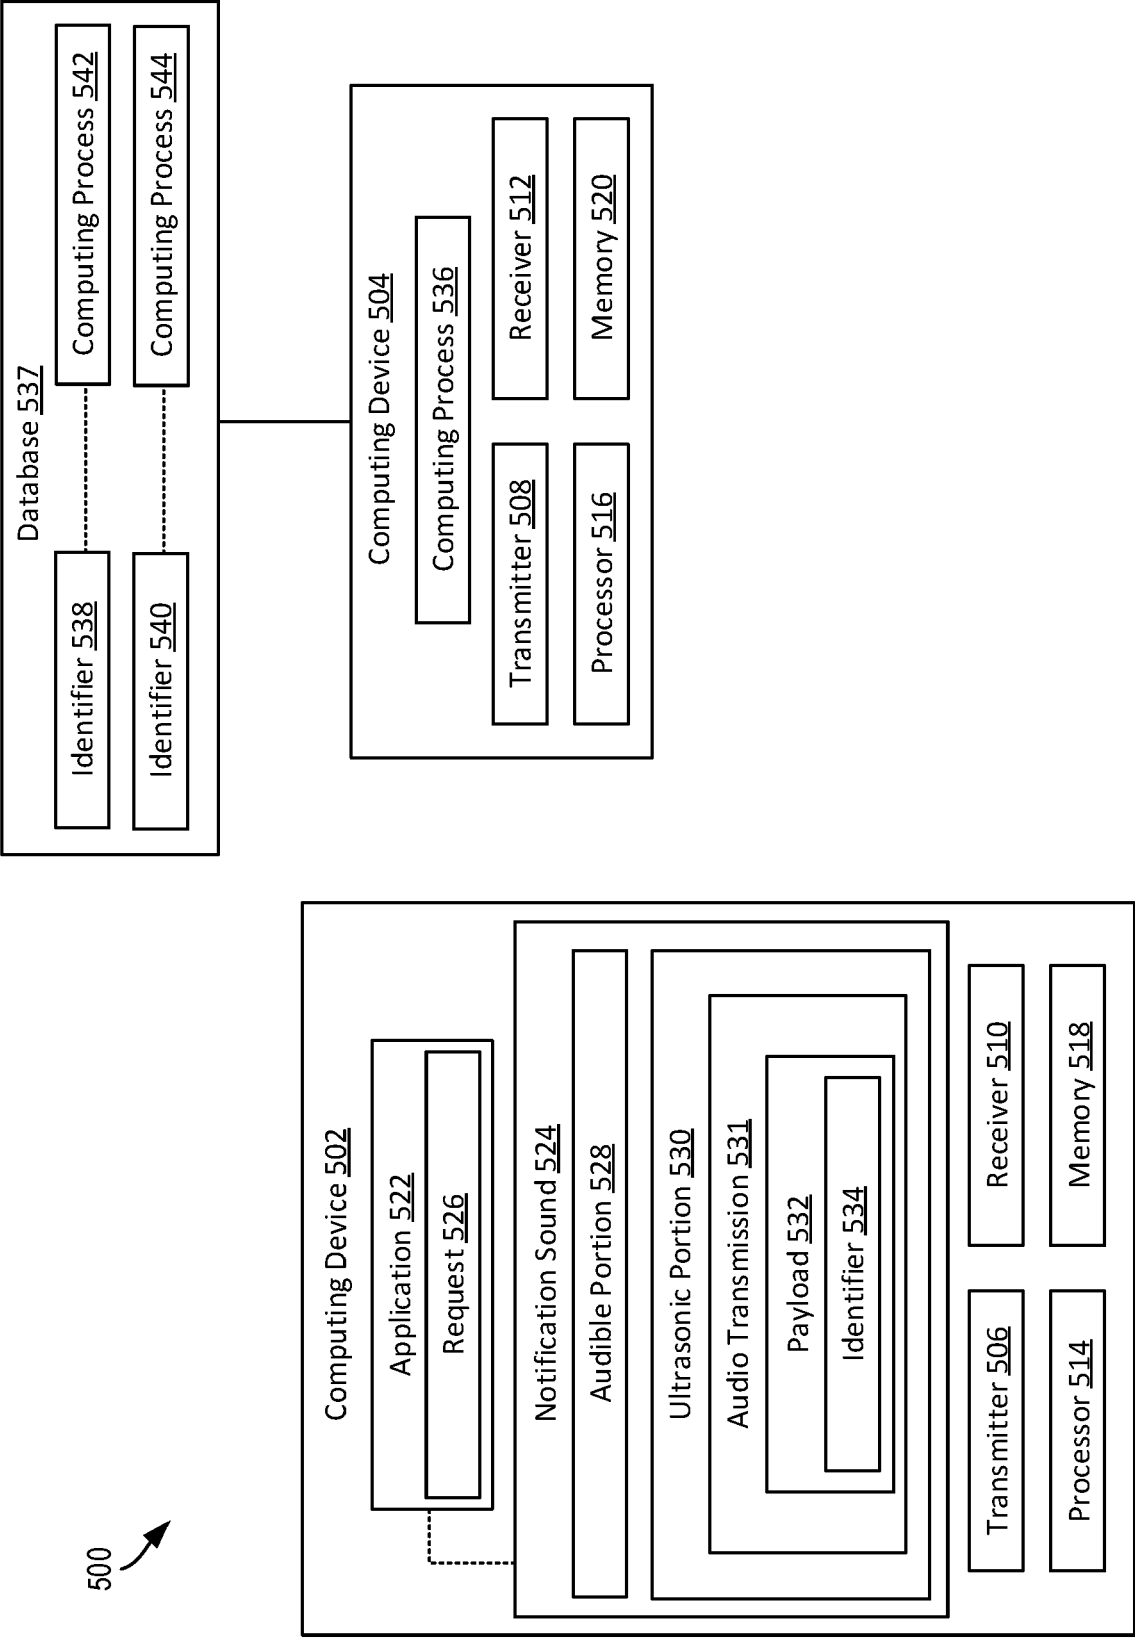 500
Computing Device 502
Application 522
Request 526
Notification Sound 524
Audible Portion 528
Ultrasonic Portion 530
Audio Transmission 531
Payload 532
Identifier 534
Transmitter 506
Receiver 510
Processor 514
Memory 518
Database 537
Identifier 538
Computing Process 542
Identifier 540
Computing Process 544
Computing Device 504
Computing Process 536
Transmitter 508
Receiver 512
Processor 516
Memory 520